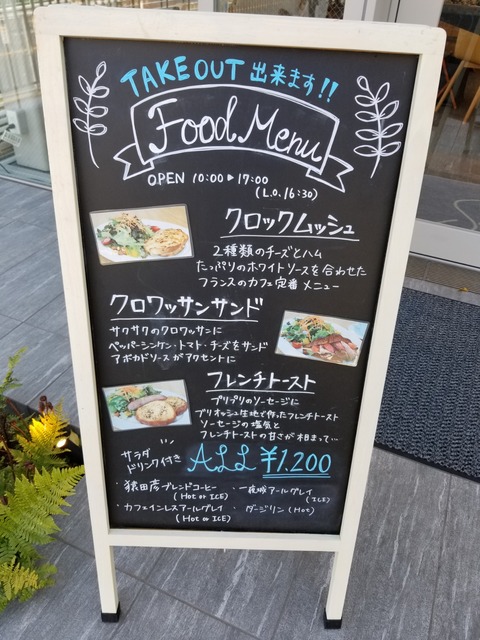 TAKE OUT 出来ます!!
Food Menu
OPEN 10:00▶17:00
(L.O.16:30)
クロックムッシュ
2種類のチーズとハム
たっぷりのホワイトソースを合わせた
フランスのカフェ定番メニュー
クロワッサンサンド
サクサクのクロワッサンに
ペッパーシンケン・トマト・チーズをサンド
アボカドソースがアクセントに
フレンチトースト
プリプリのソーセージに
ブリオッシュ生地で作ったフレンチトースト
ソーセージの塩気と
フレンチトーストの甘さが相まって…
サラダ
ドリンク付き
ALL ¥1.200
・猿田彦ブレンドコーヒー
(Hot or ICE)
・一夜城アールグレイ
(ICE)
・カフェインレスアールグレイ
(Hot or ICE)
・ダージリン (Hot)